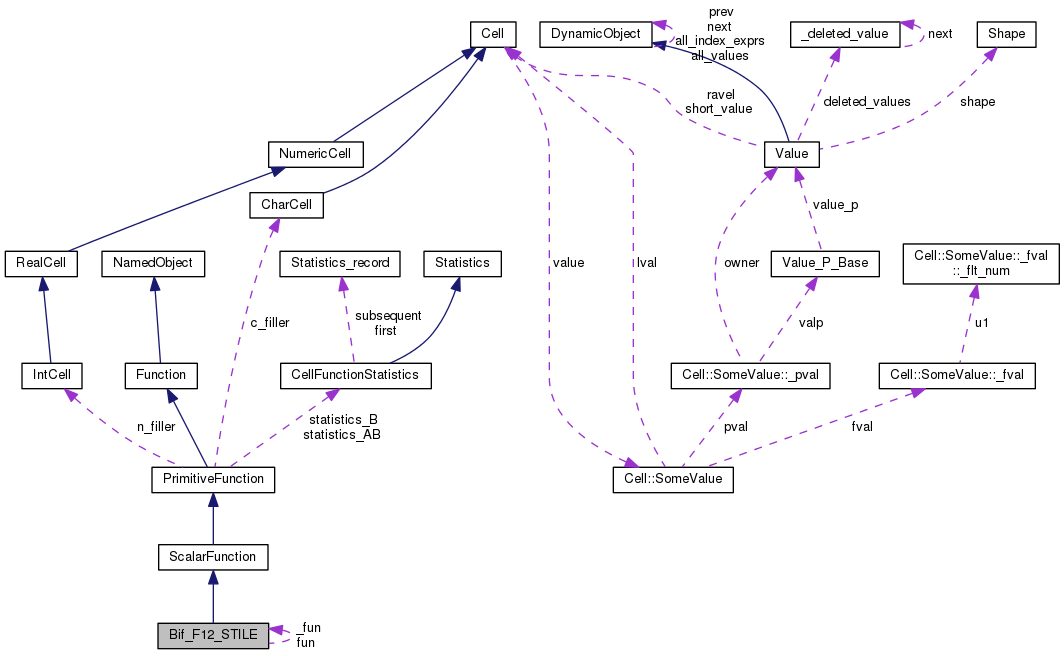 prev
Cell
DynamicObject
next
_deleted_value
next
Shape
all_index_exprs
all_values
ravel
short_value
deleted_values
shape
NumericCell
Value
CharCell
value_p
RealCell
NamedObject
Statistics_record
Statistics
value
lval
owner
Value_P_Base
Cell::SomeValue::_fval
::_flt_num
c_filler
subsequent
first
valp
u1
IntCell
Function
CellFunctionStatistics
Cell::SomeValue::_pval
Cell::SomeValue::_fval
n_filler
statistics_B
statistics_AB
pval
fval
PrimitiveFunction
Cell::SomeValue
ScalarFunction
Bif_F12_STILE
_fun
fun